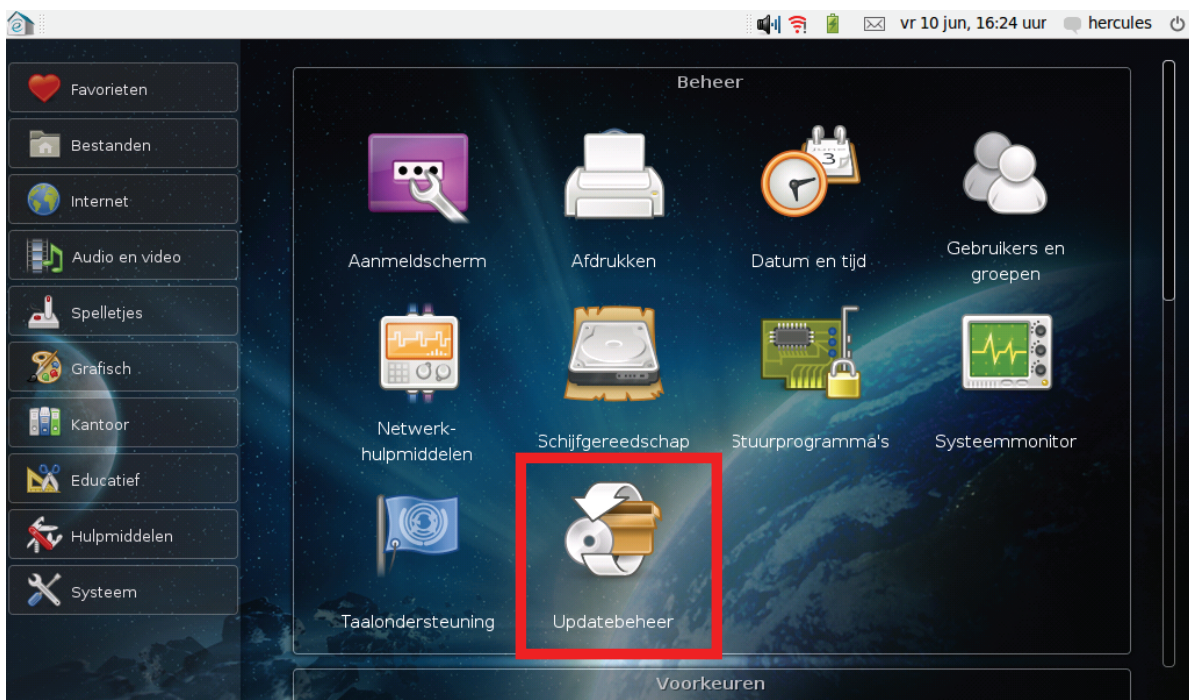 vr 10 jun, 16:24 uur hercules
Favorieten
Bestanden
Internet
Audio en video
Spelletjes
Grafisch
Kantoor
Educatief
Hulpmiddelen
Systeem
Beheer
3
Aanmeldscherm
Afdrukken
Datum en tijd
Gebruikers en
groepen
Netwerk-
hulpmiddelen
Schijfgereedschap
Stuurprogramma's
Systeemmonitor
Taalondersteuning
Updatebeheer
Voorkeuren